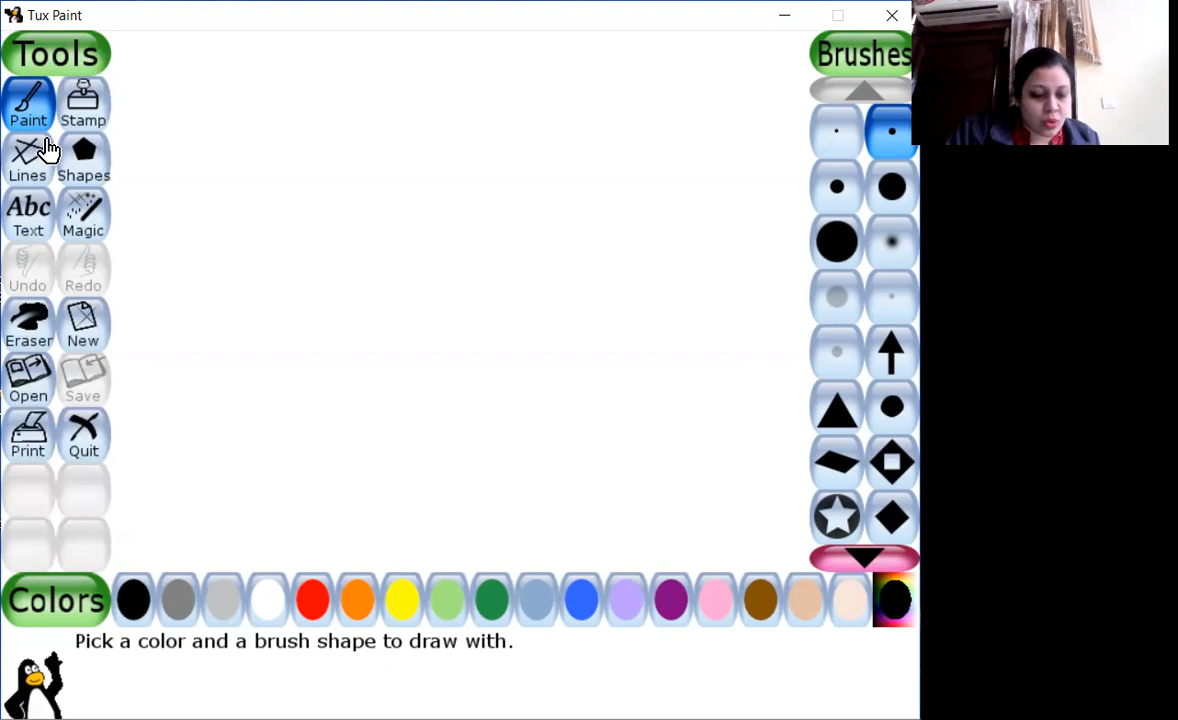 Tux Paint
Tools
Brushes
Paint Stamp
Lines Shapes
Text Magic
Abc
Undo Redo
Eraser New
Open Save
Print Quit
Colors
Pick a color and a brush shape to draw with.